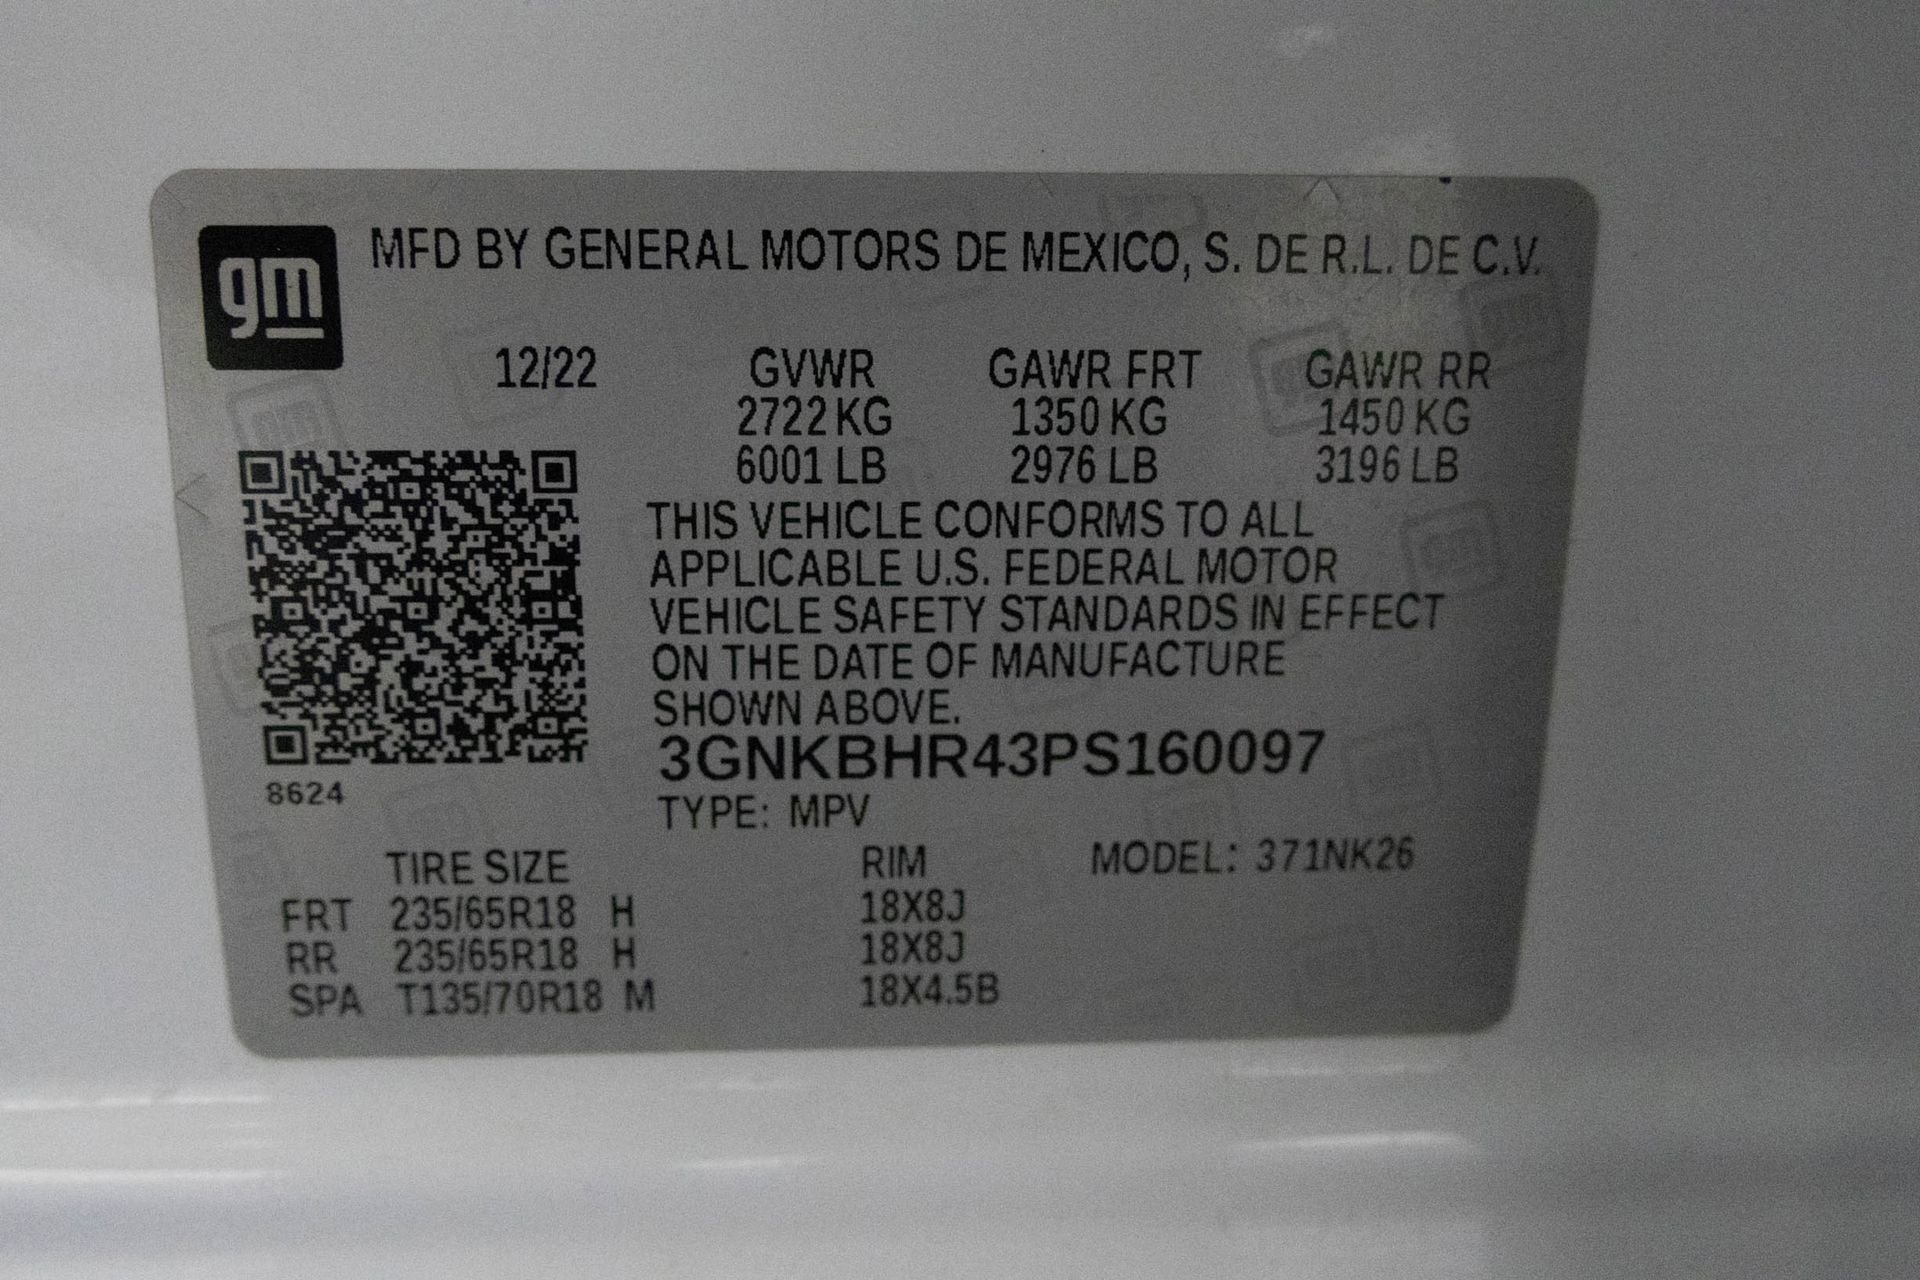 gm
MFD BY GENERAL MOTORS DE MEXICO, S. DE R.L. DE C.V.
12/22 GVWR GAWR FRT GAWR RR
2722 KG 1350 KG 1450 KG
6001 LB 2976 LB 3196 LB
THIS VEHICLE CONFORMS TO ALL
APPLICABLE U.S. FEDERAL MOTOR
VEHICLE SAFETY STANDARDS IN EFFECT
ON THE DATE OF MANUFACTURE
SHOWN ABOVE.
3GNKBHR43PS160097
8624
TYPE: MPV
TIRE SIZE RIM MODEL: 371NK26
FRT 235/65R18 H 18X8J
RR 235/65R18 H 18X8J
SPA T135/70R18 M 18X4.5B